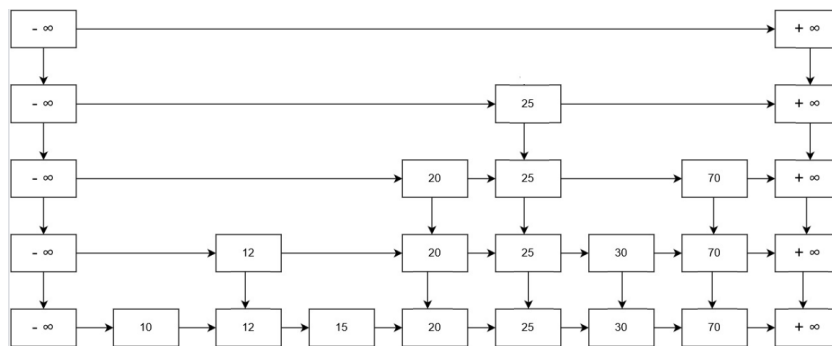 - ∞ + ∞
- ∞ 25 + ∞
- ∞ 20 25 70 + ∞
- ∞ 12 20 25 30 70 + ∞
- ∞ 10 12 15 20 25 30 70 + ∞